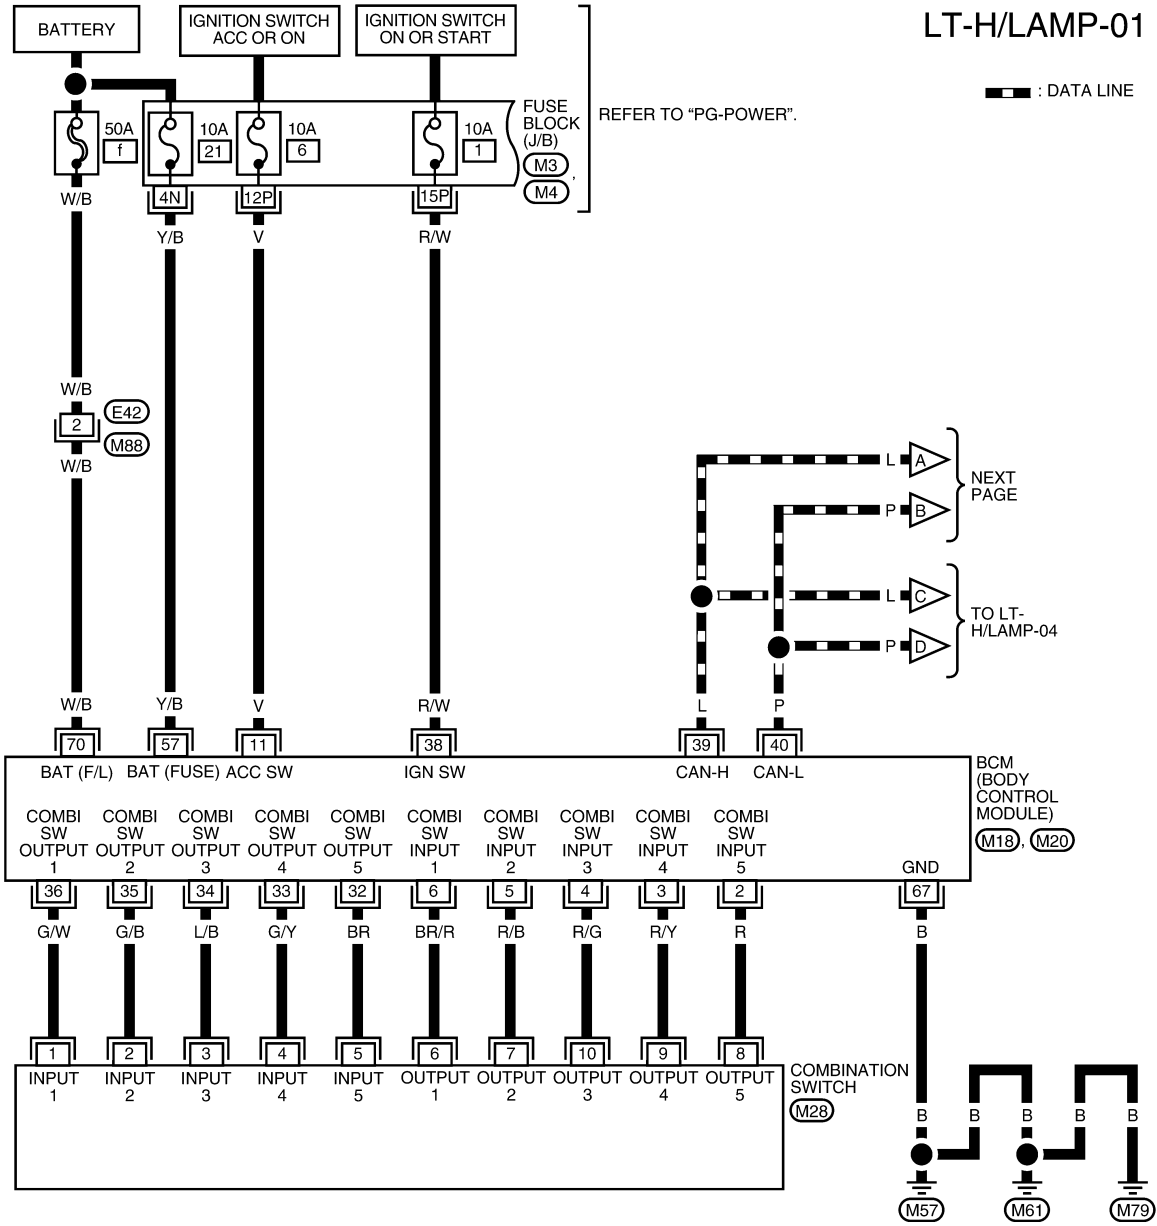 LT-H/LAMP-01
BATTERY
IGNITION SWITCH
ACC OR ON
IGNITION SWITCH
ON OR START
: DATA LINE
REFER TO “PG-POWER”.
50A
f
10A
21
10A
6
10A
1
FUSE
BLOCK
(J/B)
M3
,
M4
W/B
4N
12P
15P
Y/B
V
R/W
W/B
2
E42
M88
W/B
L
A
P
B
NEXT
PAGE
L
C
P
D
TO LT-
H/LAMP-04
W/B
Y/B
V
R/W
L
P
70
57
11
38
39
40
BAT (F/L)
BAT (FUSE)
ACC SW
IGN SW
CAN-H
CAN-L
BCM
(BODY
CONTROL
MODULE)
M18, M20
COMBI
SW
OUTPUT
1
COMBI
SW
OUTPUT
2
COMBI
SW
OUTPUT
3
COMBI
SW
OUTPUT
4
COMBI
SW
OUTPUT
5
COMBI
SW
INPUT
1
COMBI
SW
INPUT
2
COMBI
SW
INPUT
3
COMBI
SW
INPUT
4
COMBI
SW
INPUT
5
GND
36
35
34
33
32
6
5
4
3
2
67
G/W
G/B
L/B
G/Y
BR
BR/R
R/B
R/G
R/Y
R
B
1
2
3
4
5
6
7
10
9
8
INPUT
1
INPUT
2
INPUT
3
INPUT
4
INPUT
5
OUTPUT
1
OUTPUT
2
OUTPUT
3
OUTPUT
4
OUTPUT
5
COMBINATION
SWITCH
M28
B
B
B
B
B
M57
M61
M79